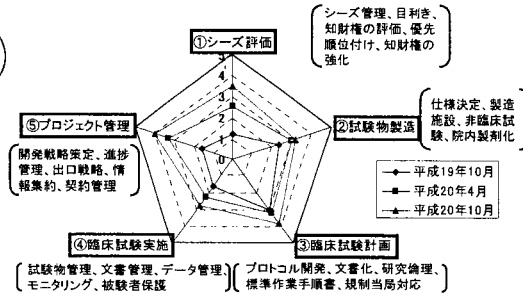 ①シーズ評価
シーズ管理、目利き、
知財権の評価、優先
順位付け、知財権の
強化
5
4
3
2
1
0
⑤プロジェクト管理
②試験物製造
仕様決定、製造
施設、非臨床試
験、院内製剤化
開発戦略策定、進捗
管理、出口戦略、情
報集約、契約管理
平成19年10月
平成20年4月
平成20年10月
④臨床試験実施
③臨床試験計画
試験物管理、文書管理、データ管理、
モニタリング、被験者保護
プロトコル開発、文書化、研究倫理、
標準作業手順書、規制当局対応